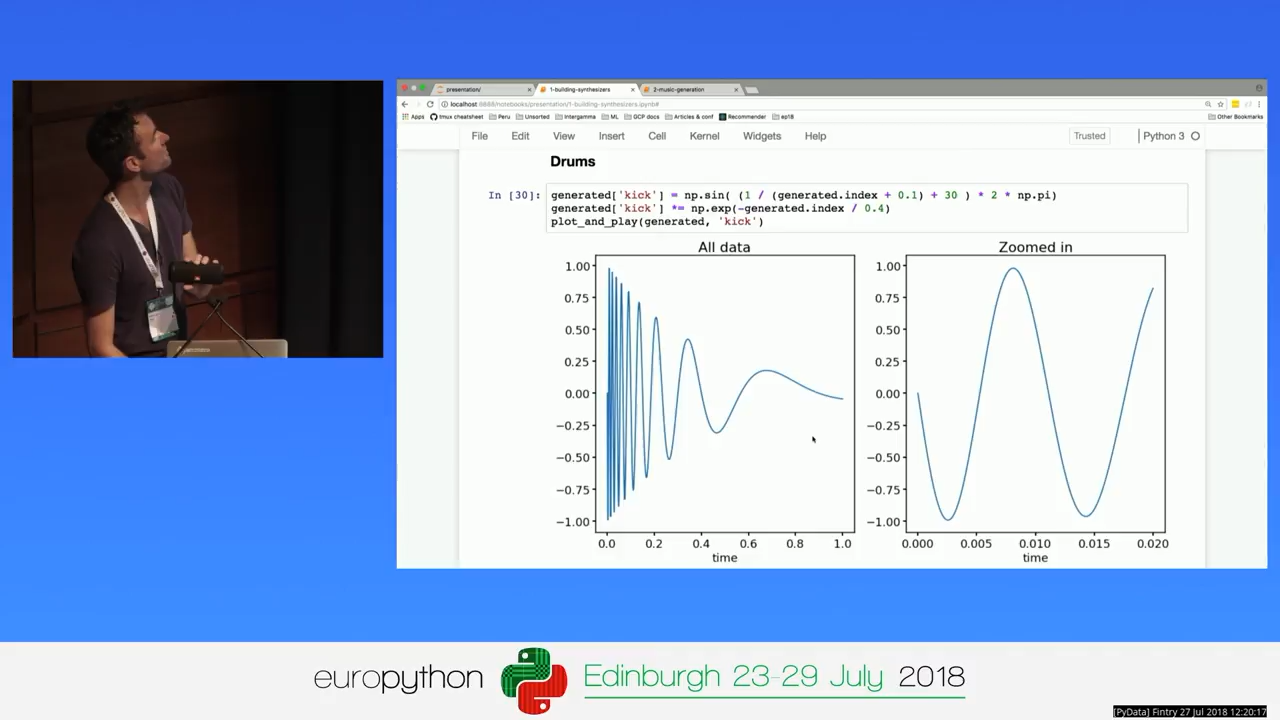 presentation/
1-building-synthesizers
2-music-generation
localhost:8888/notebooks/presentation/1-building-synthesizers.ipynb#
Apps tmux cheatsheet Peru Unsorted Intergamma ML GCP docs Articles & conf Recommender ep18 Other Bookmarks
File Edit View Insert Cell Kernel Widgets Help Trusted Python 3
Drums
In [30]: generated['kick'] = np.sin( (1 / (generated.index + 0.1) + 30 ) * 2 * np.pi)
generated['kick'] *= np.exp(-generated.index / 0.4)
plot_and_play(generated, 'kick')
All data
1.00
0.75
0.50
0.25
0.00
−0.25
−0.50
−0.75
−1.00
0.0 0.2 0.4 0.6 0.8 1.0
time
Zoomed in
1.00
0.75
0.50
0.25
0.00
−0.25
−0.50
−0.75
−1.00
0.000 0.005 0.010 0.015 0.020
time
europython Edinburgh 23-29 July 2018
[PyData] Fintry 27 Jul 2018 12:20:17